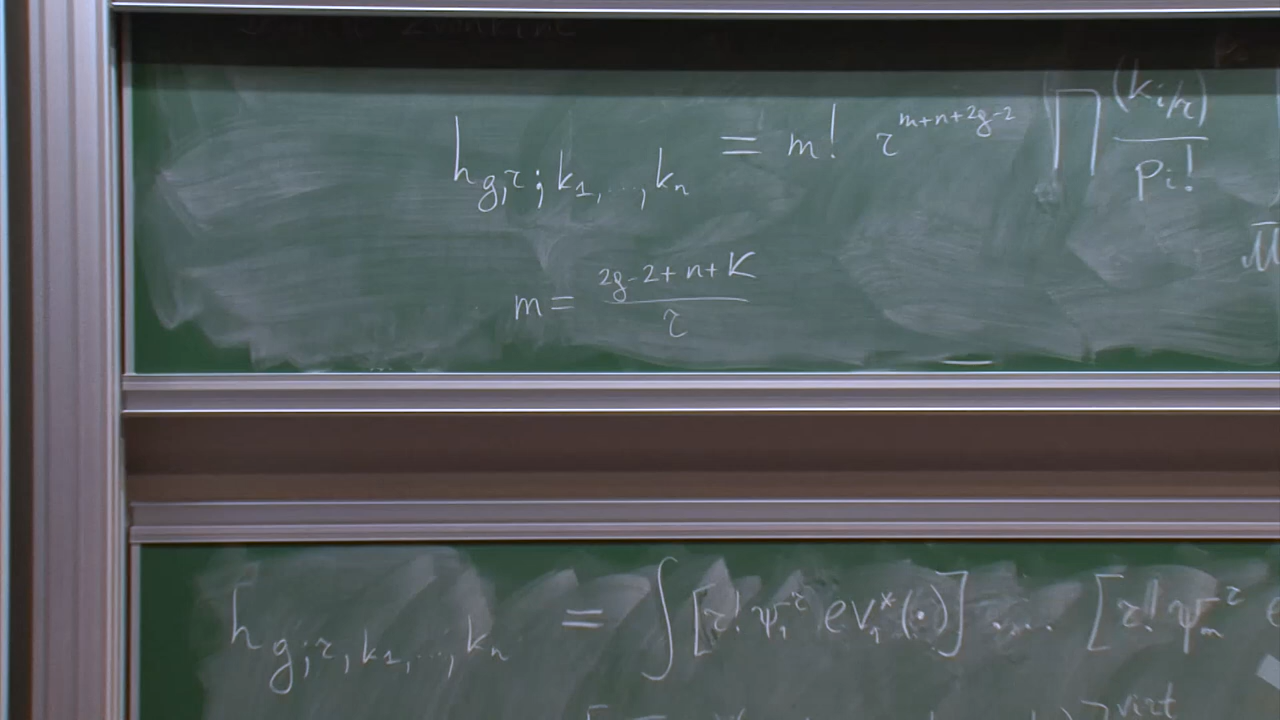 h_{g,r;k_1,...,k_n} = m! r^{m+n+2g-2} ∏ (k_i/r) / p_i!
m = (2g-2+n+K) / r
h_{g;r,k_1,...,k_n} = ∫ [r! ψ_1^r ev_1^*(·)] .... [r! ψ_m^r e
virt